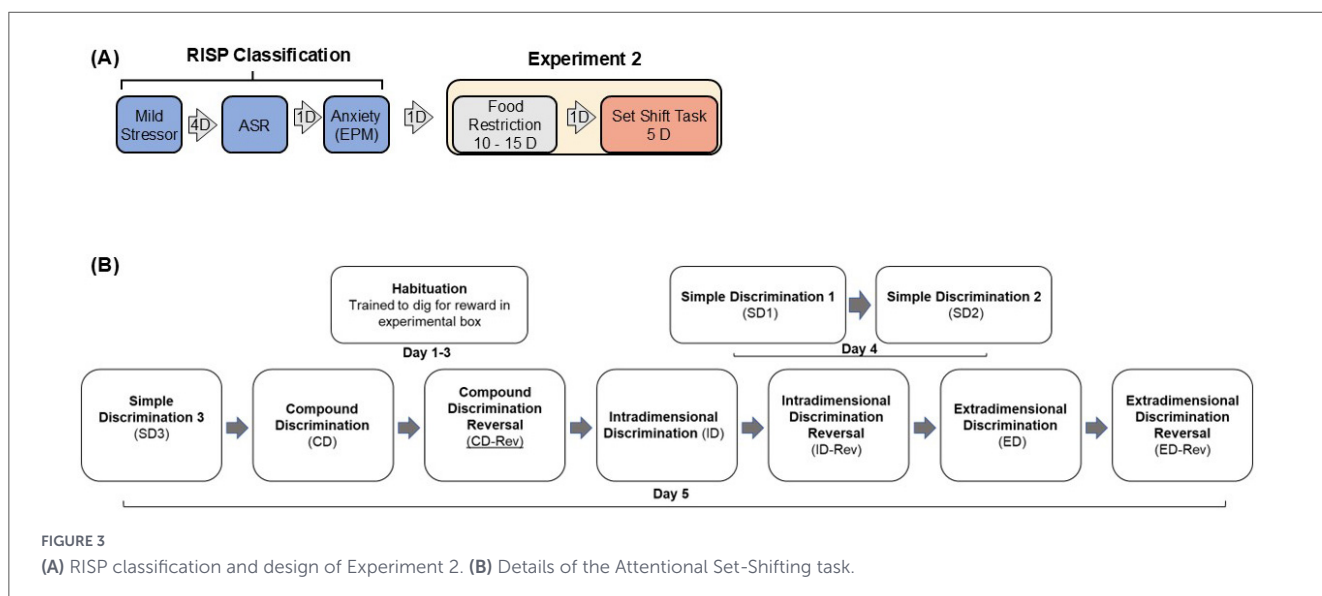 (A)
RISP Classification
Experiment 2
Mild
Stressor
4D
ASR
1D
Anxiety
(EPM)
1D
Food
Restriction
10 - 15 D
1D
Set Shift Task
5 D
(B)
Habituation
Trained to dig for reward in
experimental box
Day 1-3
Simple Discrimination 1
(SD1)
Simple Discrimination 2
(SD2)
Day 4
Simple
Discrimination 3
(SD3)
Compound
Discrimination
(CD)
Compound
Discrimination
Reversal
(CD-Rev)
Intradimensional
Discrimination (ID)
Intradimensional
Discrimination
Reversal
(ID-Rev)
Extradimensional
Discrimination
(ED)
Extradimensional
Discrimination
Reversal
(ED-Rev)
Day 5
FIGURE 3
(A) RISP classification and design of Experiment 2. (B) Details of the Attentional Set-Shifting task.